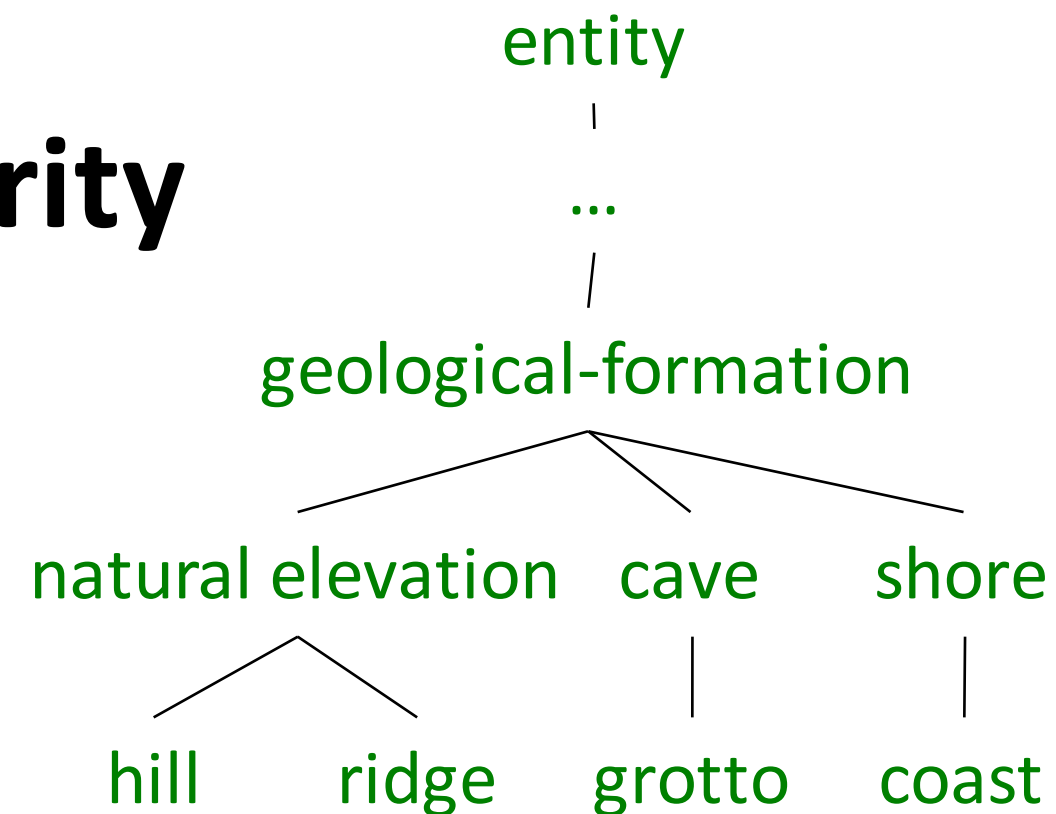 entity
rity
...
geological-formation
natural elevation cave shore
hill ridge grotto coast